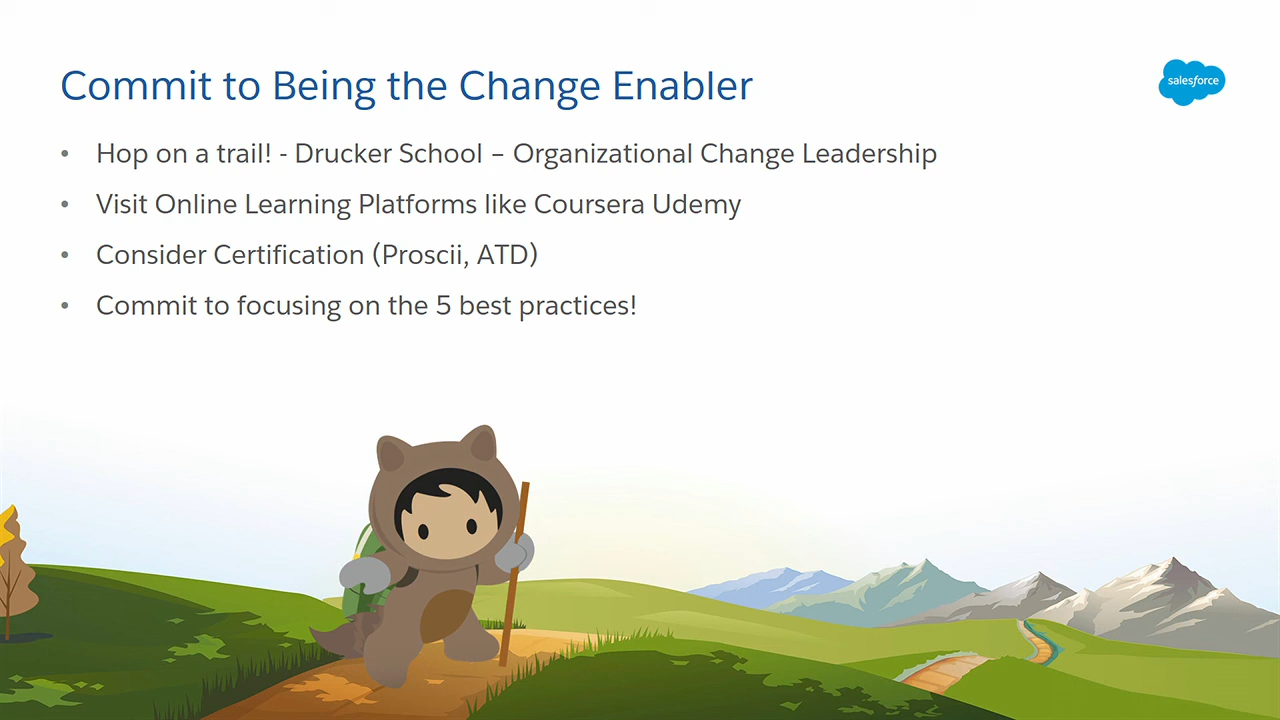 Commit to Being the Change Enabler
salesforce
• Hop on a trail! - Drucker School – Organizational Change Leadership
• Visit Online Learning Platforms like Coursera Udemy
• Consider Certification (Proscii, ATD)
• Commit to focusing on the 5 best practices!